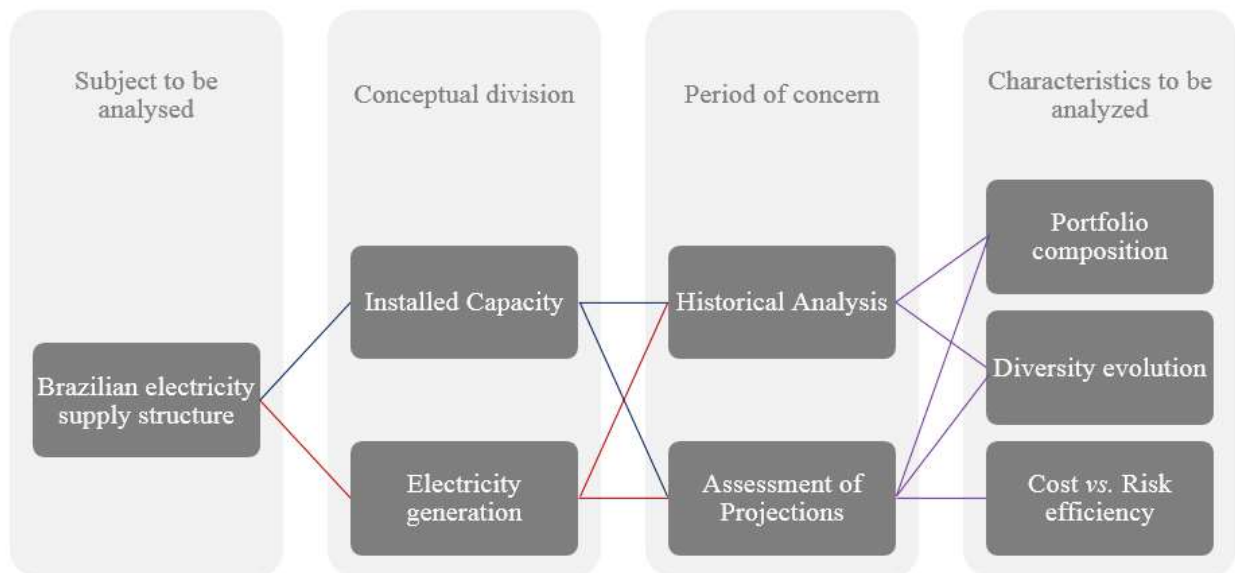 Subject to be
analysed
Conceptual division
Period of concern
Characteristics to be
analyzed
Brazilian electricity
supply structure
Installed Capacity
Electricity
generation
Historical Analysis
Assessment of
Projections
Portfolio
composition
Diversity evolution
Cost vs. Risk
efficiency